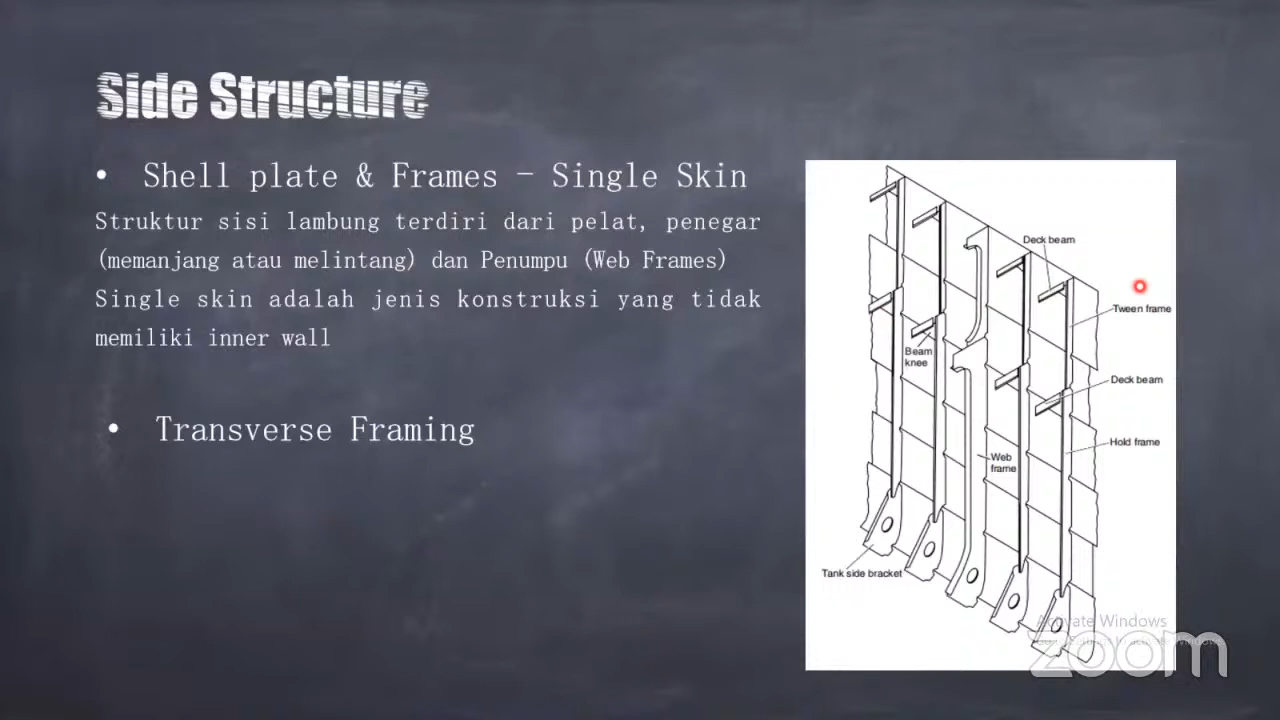 Side Structure
• Shell plate & Frames - Single Skin
Struktur sisi lambung terdiri dari pelat, penegar
(memanjang atau melintang) dan Penumpu (Web Frames)
Single skin adalah jenis konstruksi yang tidak
memiliki inner wall
• Transverse Framing
Deck beam
Tween frame
Beam
knee
Deck beam
Hold frame
Web
frame
Tank side bracket
Activate Windows
zoom